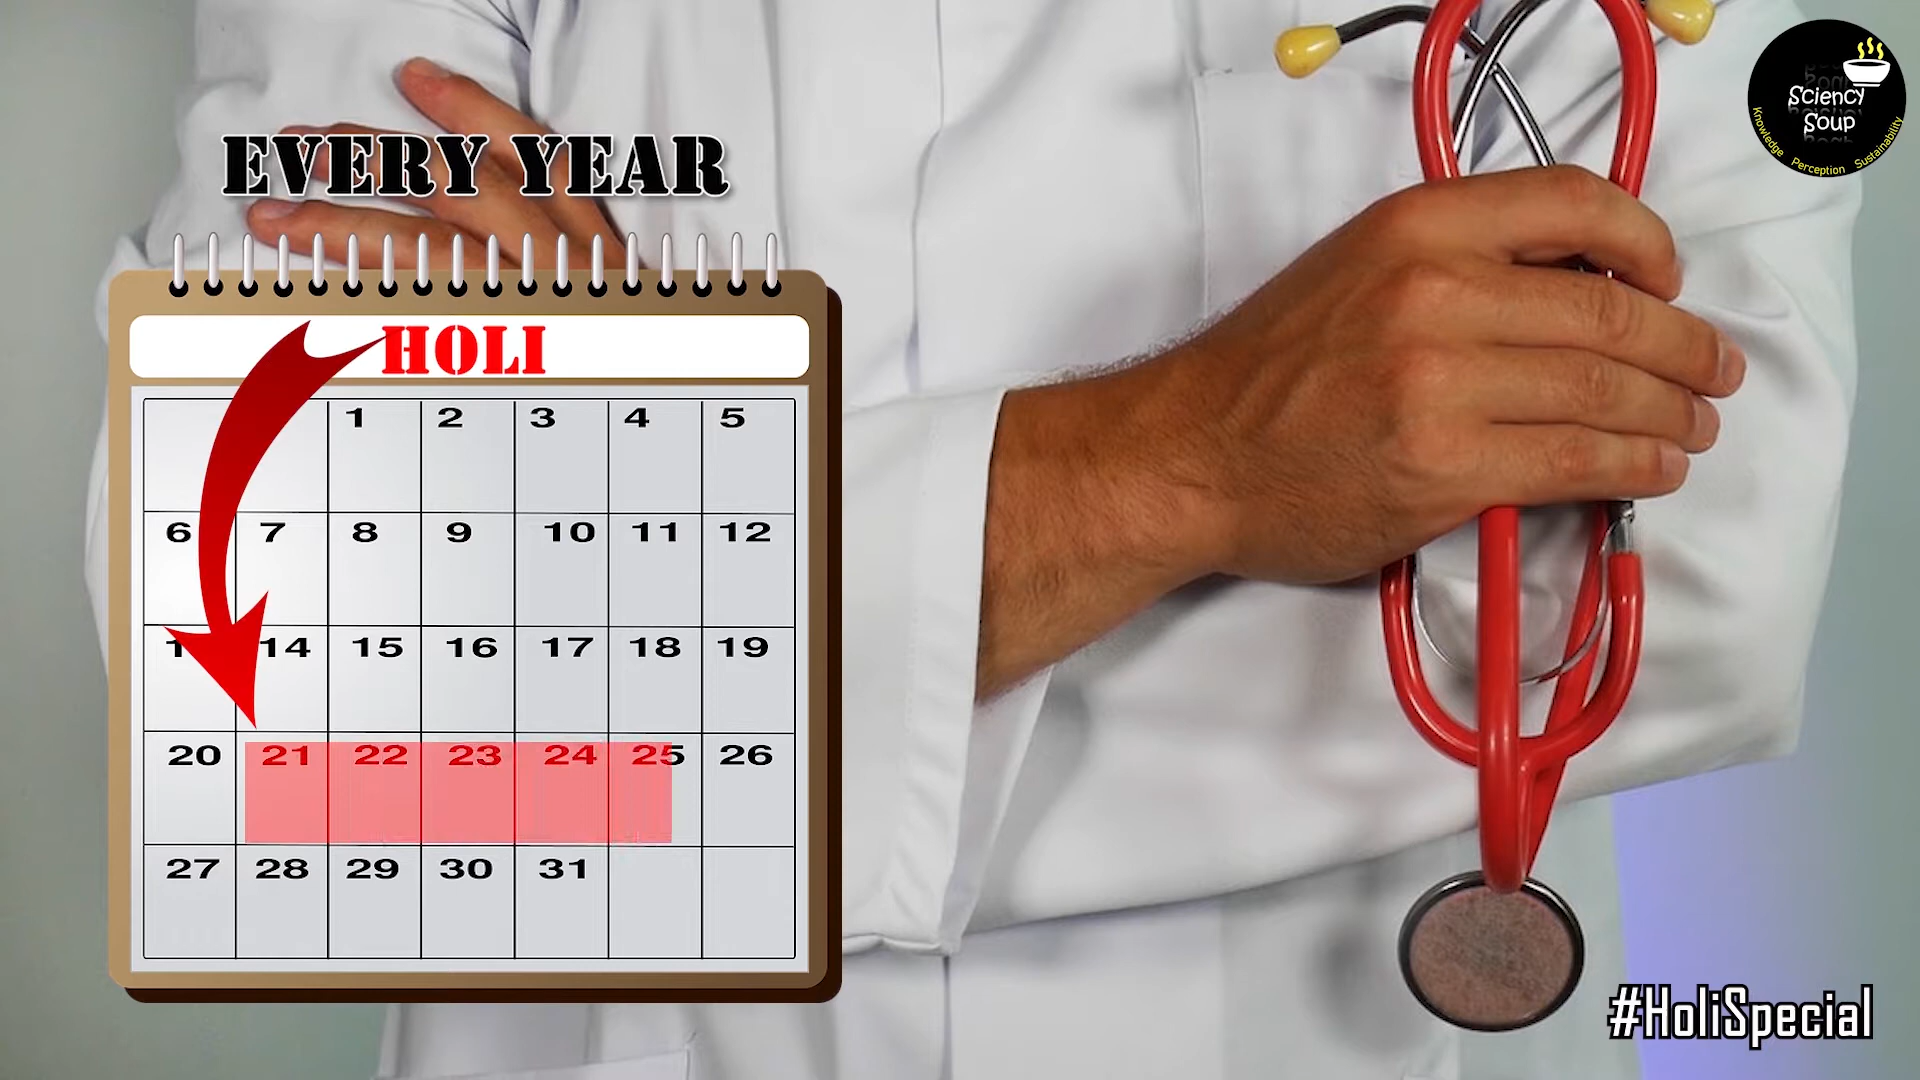 EVERY YEAR
HOLI
1 2 3 4 5
6 7 8 9 10 11 12
14 15 16 17 18 19
20 21 22 23 24 25 26
27 28 29 30 31
Sciency
Soup
Knowledge Perception Sustainability
#HoliSpecial